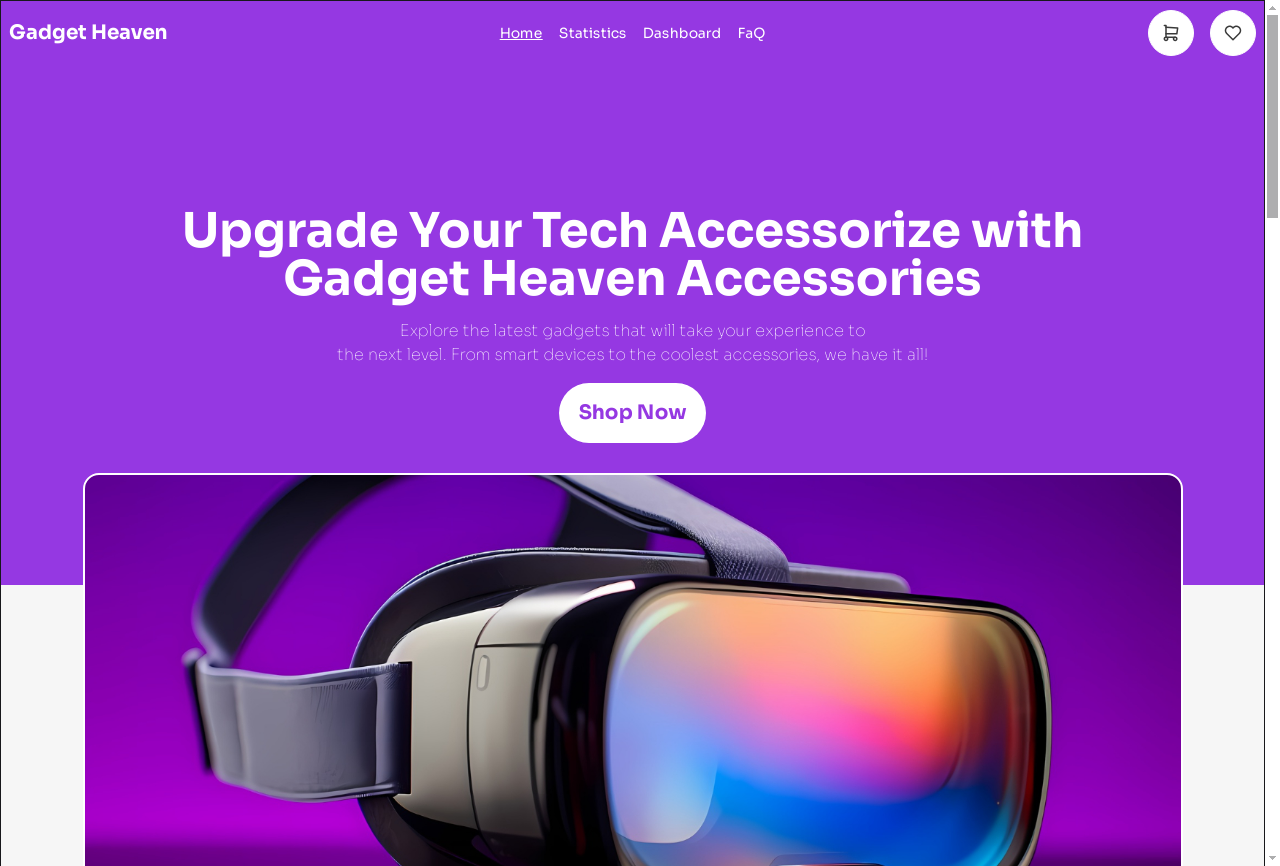 Gadget Heaven
Home Statistics Dashboard FaQ
Upgrade Your Tech Accessorize with
Gadget Heaven Accessories
Explore the latest gadgets that will take your experience to
the next level. From smart devices to the coolest accessories, we have it all!
Shop Now